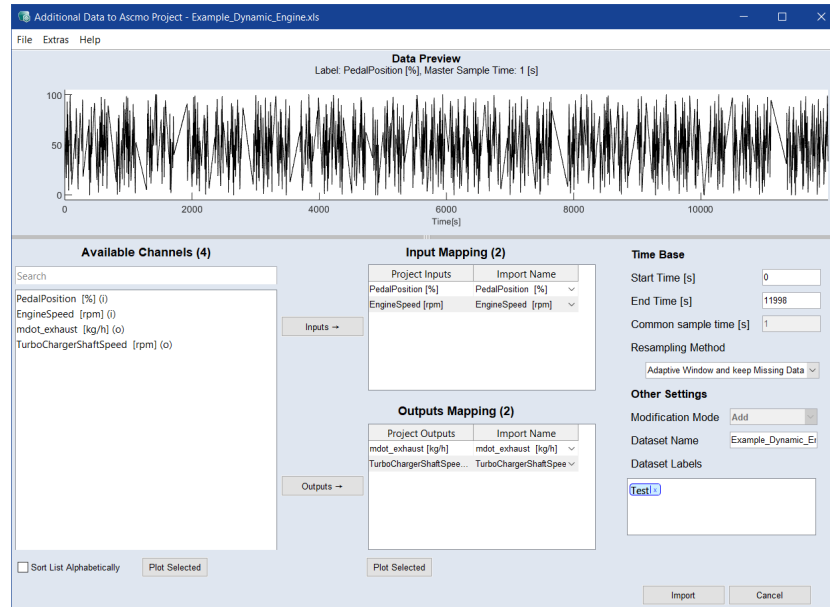 Additional Data to Ascmo Project - Example_Dynamic_Engine.xls
File Extras Help
Data Preview
Label: PedalPosition [%], Master Sample Time: 1 [s]
100
50
0
0 2000 4000 6000 8000 10000
Time[s]
Available Channels (4)
Search
PedalPosition [%] (i)
EngineSpeed [rpm] (i)
mdot_exhaust [kg/h] (o)
TurboChargerShaftSpeed [rpm] (o)
Sort List Alphabetically
Plot Selected
Inputs →
Outputs →
Input Mapping (2)
Project Inputs Import Name
PedalPosition [%] PedalPosition [%]
EngineSpeed [rpm] EngineSpeed [rpm]
Outputs Mapping (2)
Project Outputs Import Name
mdot_exhaust [kg/h] mdot_exhaust [kg/h]
TurboChargerShaftSpee... TurboChargerShaftSpee
Plot Selected
Time Base
Start Time [s] 0
End Time [s] 11998
Common sample time [s] 1
Resampling Method
Adaptive Window and keep Missing Data
Other Settings
Modification Mode Add
Dataset Name Example_Dynamic_Er
Dataset Labels
Test x
Import Cancel